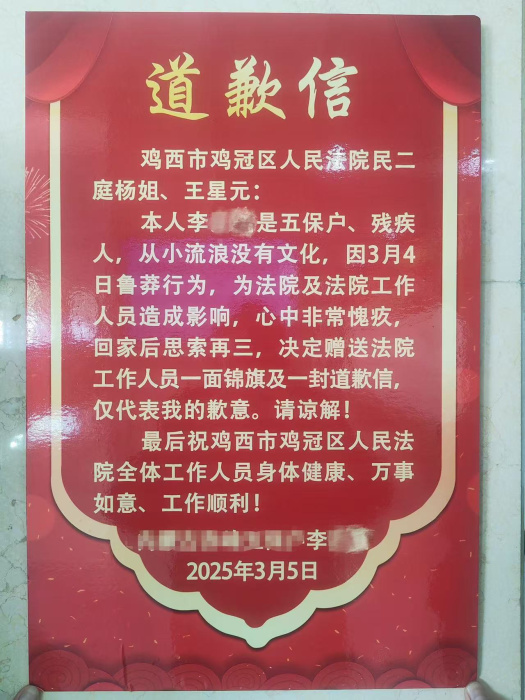 道歉信
鸡西市鸡冠区人民法院民二
庭杨姐、王星元：
本人李是五保户、残疾
人，从小流浪没有文化，因3月4
日鲁莽行为，为法院及法院工作
人员造成影响，心中非常愧疚，
回家后思索再三，决定赠送法院
工作人员一面锦旗及一封道歉信，
仅代表我的歉意。请谅解！
最后祝鸡西市鸡冠区人民法
院全体工作人员身体健康、万事
如意、工作顺利！
李
2025年3月5日